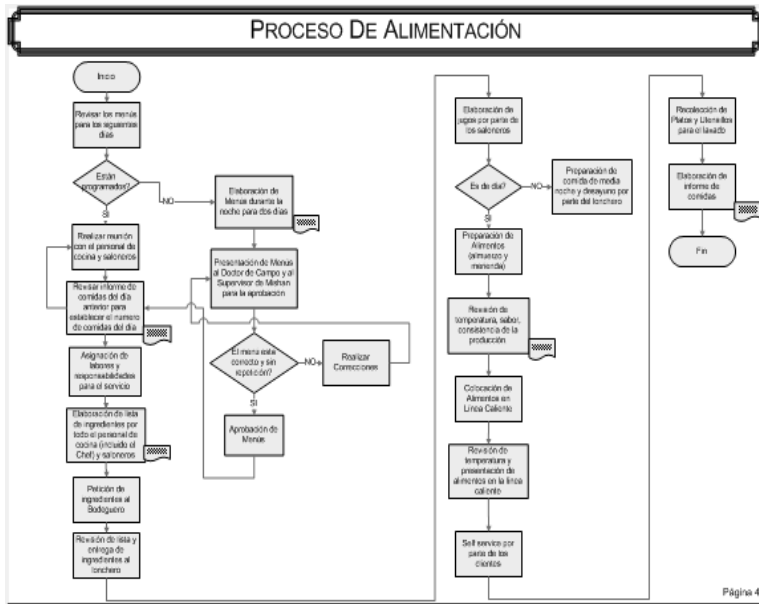 PROCESO DE ALIMENTACIÓN
Inicio
Revisar los menús
para los siguientes
días
Están
programados?
NO
SI
Elaboración de
Menús durante la
noche para dos días
Realizar reunión
con el personal de
cocina y saloneros
Presentación de Menús
al Doctor de Campo y al
Supervisor de Mishan
para la aprobación
Revisar informe de
comidas del día
anterior para
establecer el numero
de comidas del día
El menu está
correcto y sin
repetición?
NO
Realizar
Correcciones
SI
Aprobación de
Menús
Asignación de
labores y
responsabilidades
para el servicio
Elaboración de lista
de ingredientes por
todo el personal de
cocina (incluido el
Chef) y saloneros
Petición de
ingredientes al
Bodeguero
Revisión de lista y
entrega de
ingredientes al
lonchero
Elaboración de
jugos por parte
de los saloneros
Es de día?
NO
Preparación de
comida de media
noche y desayuno por
parte del lonchero
SI
Preparación de
Alimentos
(almuerzo y
merienda)
Revisión de
temperatura, sabor,
consistencia de la
producción
Colocación de
Alimentos en
Línea Caliente
Revisión de
temperatura y
presentación de
alimentos en la línea
caliente
Self service por
parte de los
clientes
Recolección de
Platos y Utensilios
para el lavado
Elaboración de
informe de
comidas
Fin
Página 4